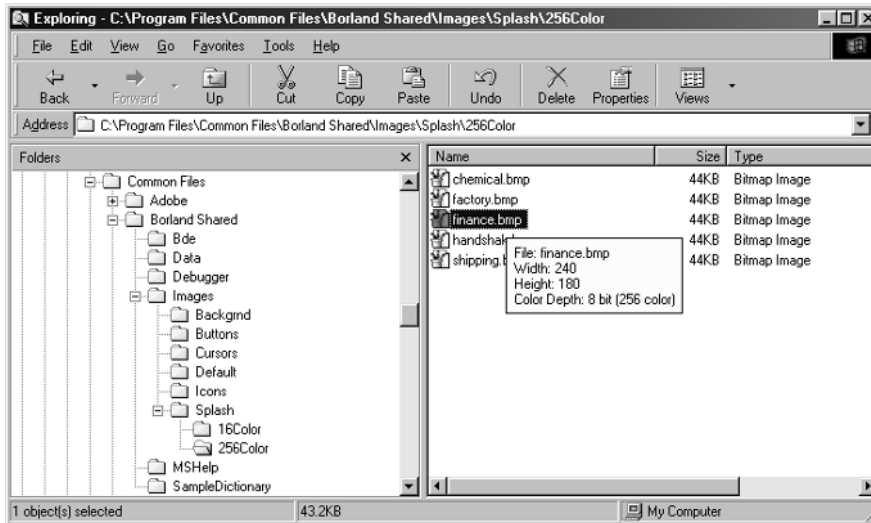 Exploring - C:\Program Files\Common Files\Borland Shared\Images\Splash\256Color
File Edit View Go Favorites Tools Help
Back Forward Up Cut Copy Paste Undo Delete Properties Views
Address C:\Program Files\Common Files\Borland Shared\Images\Splash\256Color
Folders
Common Files
Adobe
Borland Shared
Bde
Data
Debugger
Images
Backgrnd
Buttons
Cursors
Default
Icons
Splash
16Color
256Color
MSHelp
SampleDictionary
Name Size Type
chemical.bmp 44KB Bitmap Image
factory.bmp 44KB Bitmap Image
finance.bmp 44KB Bitmap Image
handshak 44KB Bitmap Image
shipping.b 44KB Bitmap Image
File: finance.bmp
Width: 240
Height: 180
Color Depth: 8 bit (256 color)
1 object(s) selected 43.2KB My Computer